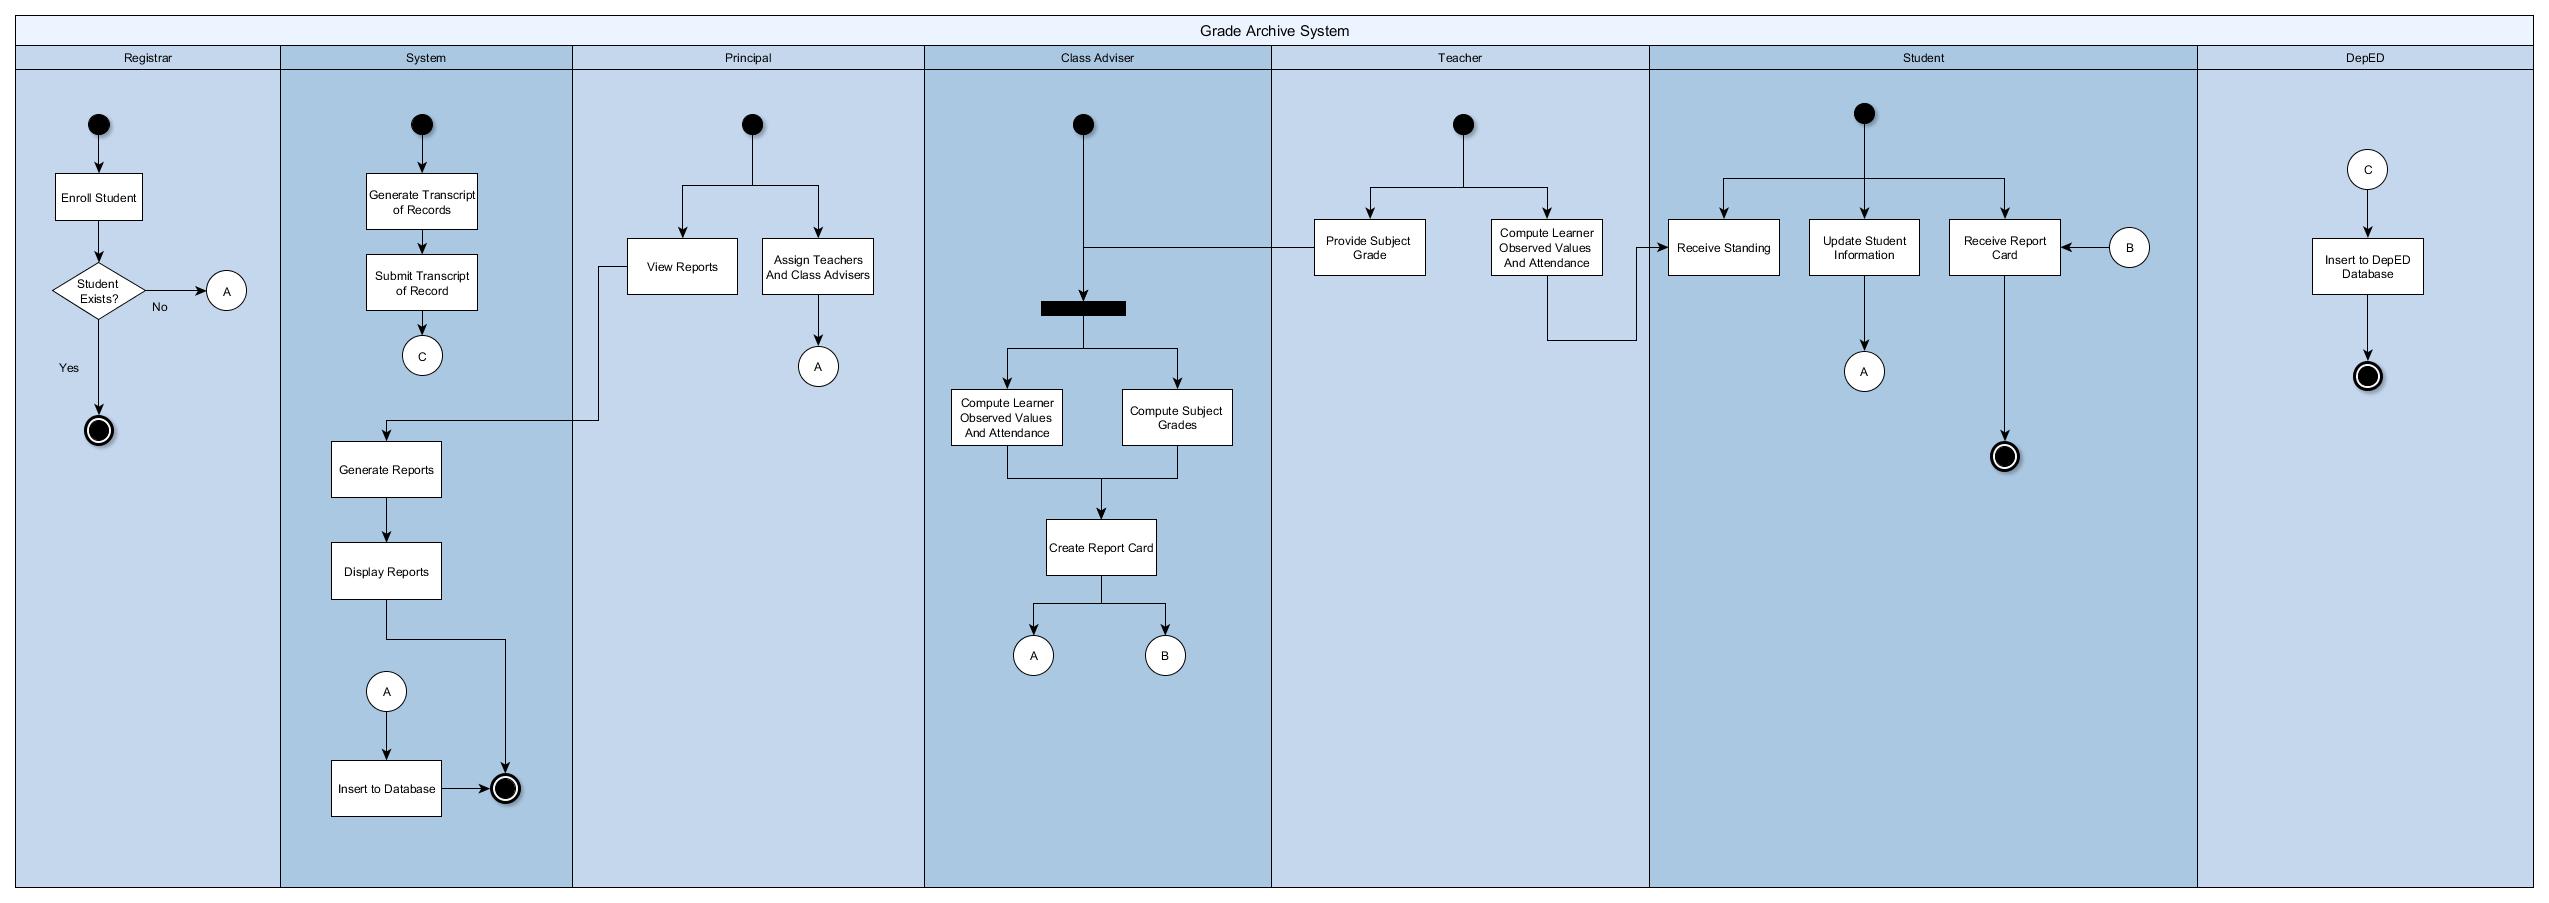 Grade Archive System
Registrar
System
Principal
Class Adviser
Teacher
Student
DepED
Enroll Student
Student
Exists?
No
A
Yes
Generate Transcript
of Records
Submit Transcript
of Record
C
Generate Reports
Display Reports
A
Insert to Database
View Reports
Assign Teachers
And Class Advisers
A
Compute Learner
Observed Values
And Attendance
Compute Subject
Grades
Create Report Card
A
B
Provide Subject
Grade
Compute Learner
Observed Values
And Attendance
Receive Standing
Update Student
Information
Receive Report
Card
B
A
C
Insert to DepED
Database